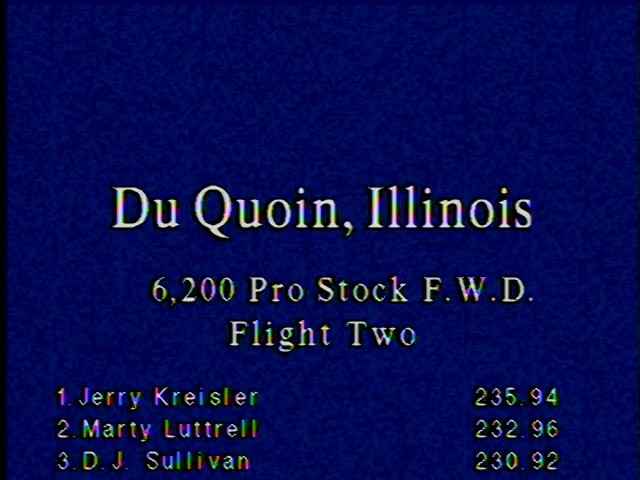 Du Quoin, Illinois
6,200 Pro Stock F.W.D.
Flight Two
1. Jerry Kreisler 235.94
2. Marty Luttrell 232.96
3. D.J. Sullivan 230.92